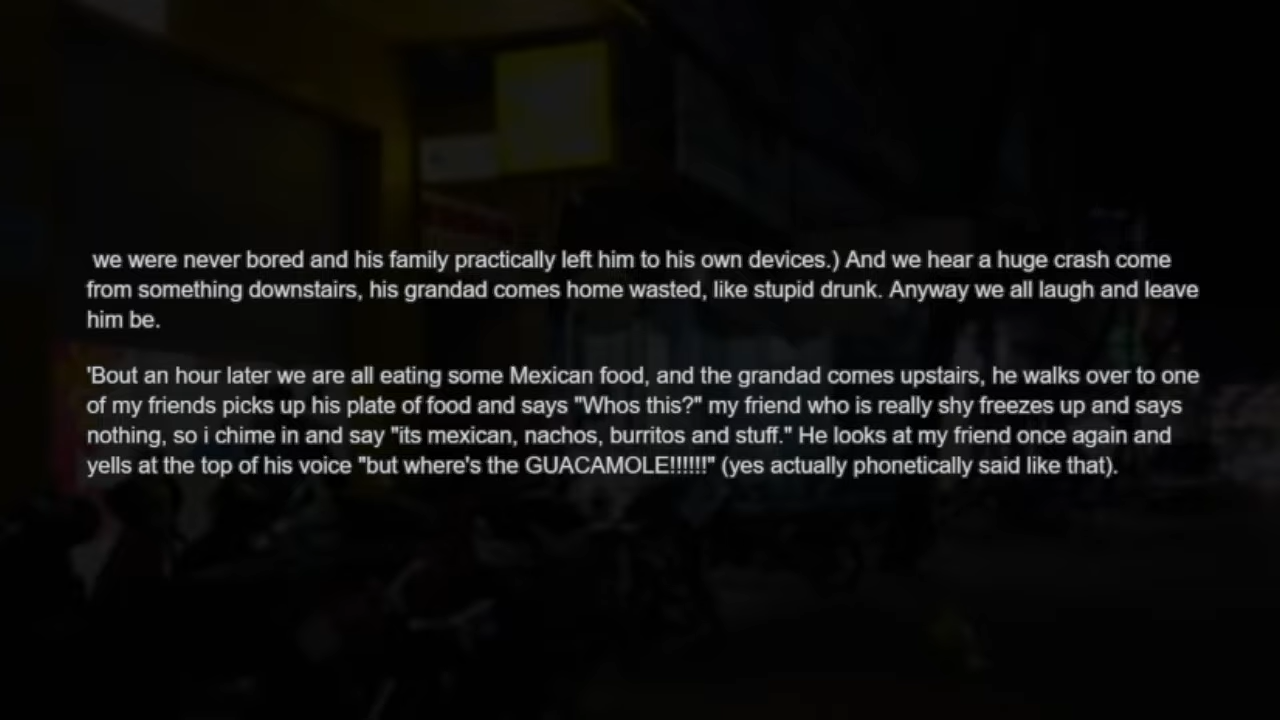 we were never bored and his family practically left him to his own devices.) And we hear a huge crash come
from something downstairs, his grandad comes home wasted, like stupid drunk. Anyway we all laugh and leave
him be.
'Bout an hour later we are all eating some Mexican food, and the grandad comes upstairs, he walks over to one
of my friends picks up his plate of food and says "Whos this?" my friend who is really shy freezes up and says
nothing, so i chime in and say "its mexican, nachos, burritos and stuff." He looks at my friend once again and
yells at the top of his voice "but where's the GUACAMOLE!!!!!!" (yes actually phonetically said like that).